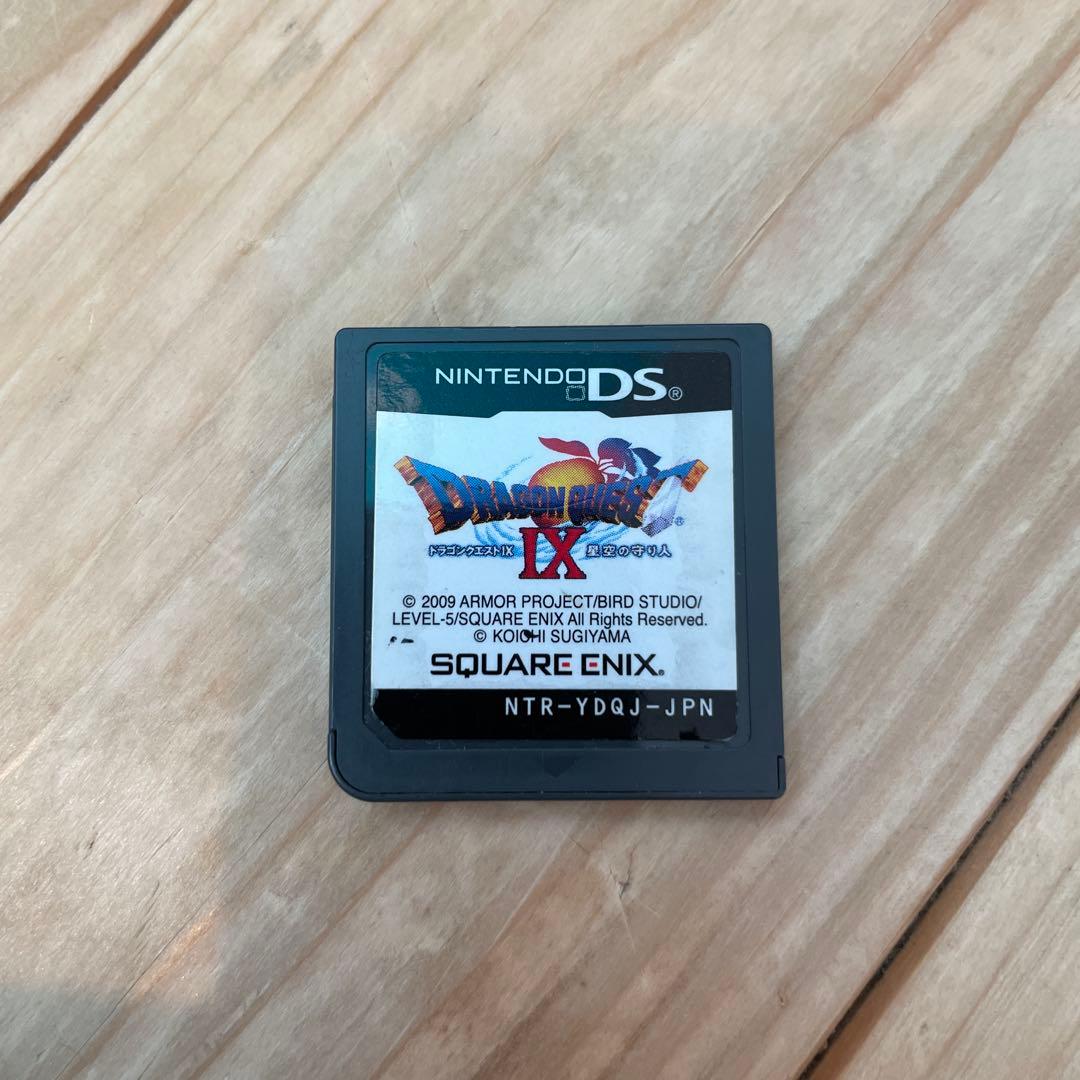 NINTENDO DS®
DRAGON QUEST®
ドラゴンクエストIX 星空の守り人
IX
© 2009 ARMOR PROJECT/BIRD STUDIO/
LEVEL-5/SQUARE ENIX All Rights Reserved.
© KOICHI SUGIYAMA
SQUARE ENIX®
NTR-YDQJ-JPN